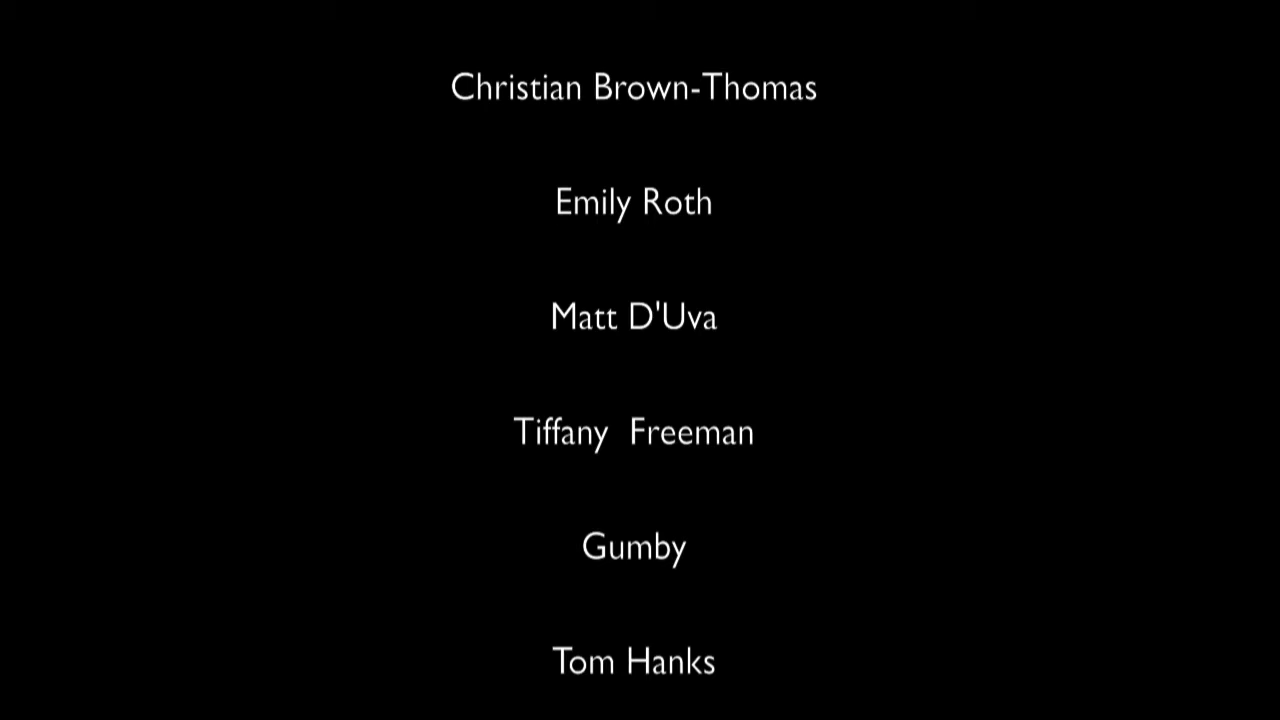 Christian Brown-Thomas
Emily Roth
Matt D'Uva
Tiffany  Freeman
Gumby
Tom Hanks